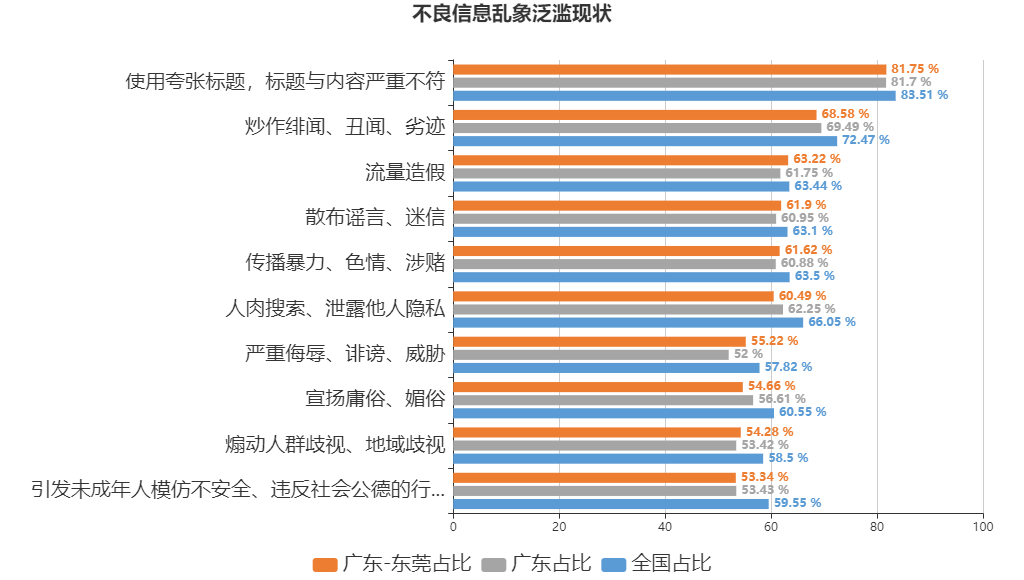 不良信息乱象泛滥现状
使用夸张标题，标题与内容严重不符
81.75 %
81.7 %
83.51 %
炒作绯闻、丑闻、劣迹
68.58 %
69.49 %
72.47 %
流量造假
63.22 %
61.75 %
63.44 %
散布谣言、迷信
61.9 %
60.95 %
63.1 %
传播暴力、色情、涉赌
61.62 %
60.88 %
63.5 %
人肉搜索、泄露他人隐私
60.49 %
62.25 %
66.05 %
严重侮辱、诽谤、威胁
55.22 %
52 %
57.82 %
宣扬庸俗、媚俗
54.66 %
56.61 %
60.55 %
煽动人群歧视、地域歧视
54.28 %
53.42 %
58.5 %
引发未成年人模仿不安全、违反社会公德的行...
53.34 %
53.43 %
59.55 %
0 20 40 60 80 100
广东-东莞占比 广东占比 全国占比